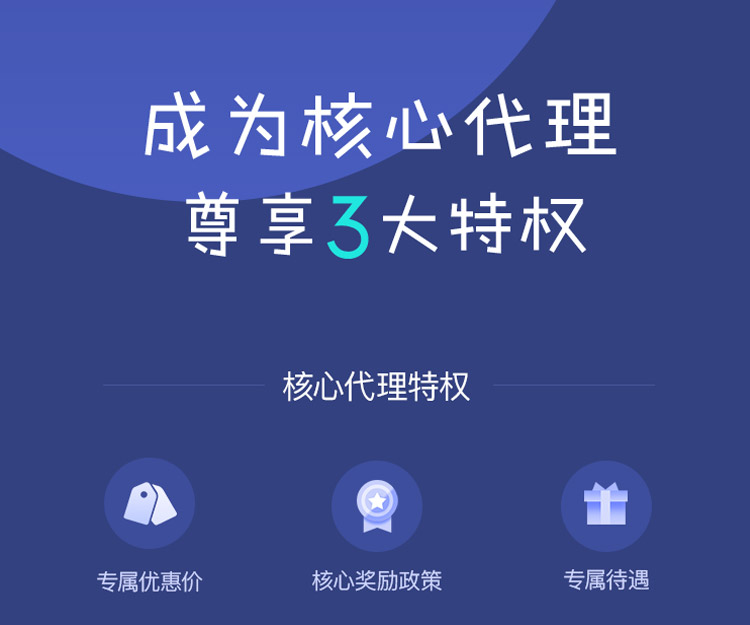 成为核心代理
尊享3大特权
核心代理特权
专属优惠价
核心奖励政策
专属待遇